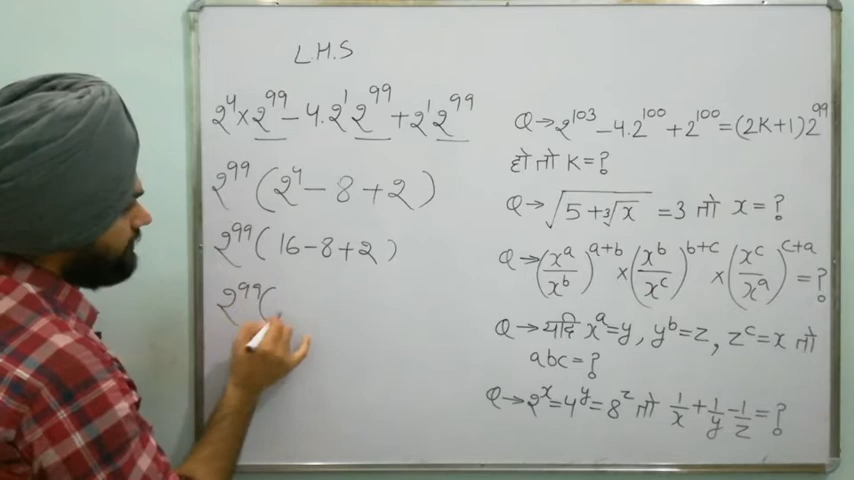 L.H.S
2⁴×2⁹⁹-4.2¹2⁹⁹+2¹2⁹⁹
2⁹⁹(2⁴-8+2)
2⁹⁹(16-8+2)
2⁹⁹(
Q→2¹⁰³-4.2¹⁰⁰+2¹⁰⁰=(2K+1)2⁹⁹
हो तो K=?
Q→√(5+³√x)=3 तो x=?
Q→(xᵃ/xᵇ)ᵃ⁺ᵇ×(xᵇ/xᶜ)ᵇ⁺ᶜ×(xᶜ/xᵃ)ᶜ⁺ᵃ=?
Q→यदि xᵃ=y, yᵇ=z, zᶜ=x तो
abc=?
Q→2ˣ=4ʸ=8ᶻ तो 1/x+1/y-1/z=?